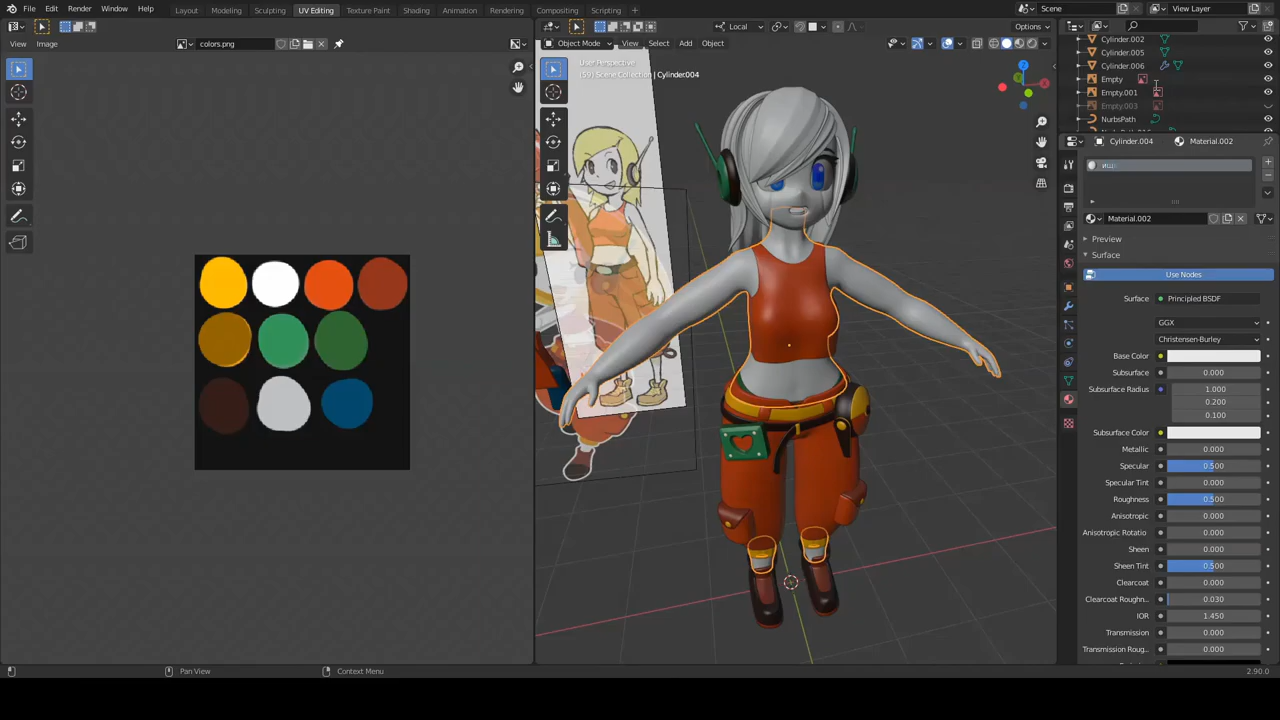 File Edit Render Window Help Layout Modeling Sculpting UV Editing Texture Paint Shading Animation Rendering Compositing Scripting + Scene View Layer
Local Options
View Image colors.png Object Mode View Select Add Object
User Perspective
(59) Scene Collection | Cylinder.004
Cylinder.002
Cylinder.005
Cylinder.006
Empty
Empty.001
Empty.003
NurbsPath
Cylinder.004 Material.002
Material.002
Preview
Surface
Use Nodes
Surface Principled BSDF
GGX
Christensen-Burley
Base Color
Subsurface 0.000
Subsurface Radius 1.000
0.200
0.100
Subsurface Color
Metallic 0.000
Specular 0.500
Specular Tint 0.000
Roughness 0.500
Anisotropic 0.000
Anisotropic Rotatio 0.000
Sheen 0.000
Sheen Tint 0.500
Clearcoat 0.000
Clearcoat Roughn... 0.030
IOR 1.450
Transmission 0.000
Transmission Roug... 0.000
Pan View Context Menu 2.90.0